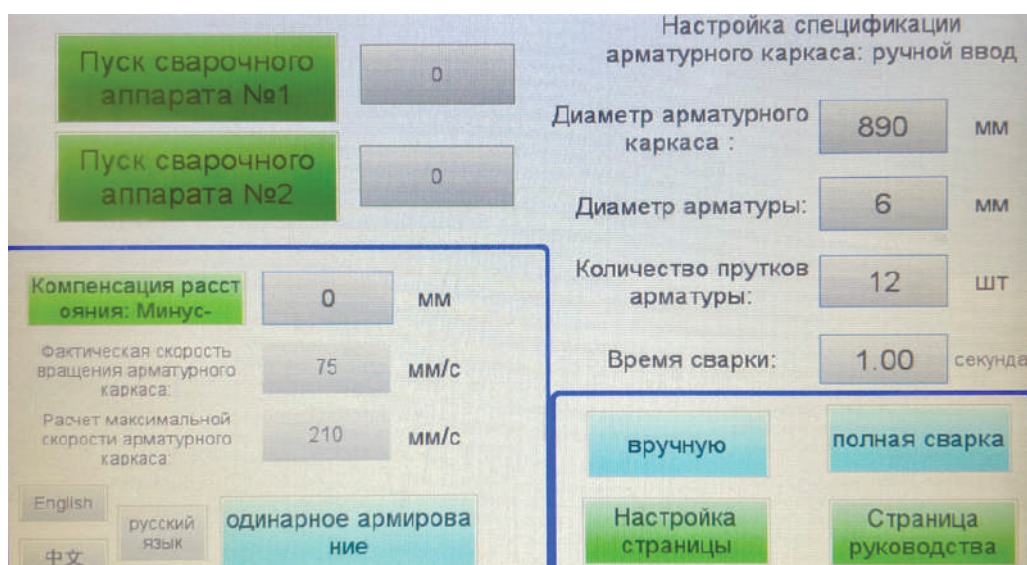 Пуск сварочного
аппарата №1
0
Пуск сварочного
аппарата №2
0
Настройка спецификации
арматурного каркаса: ручной ввод
Диаметр арматурного
каркаса :
890
мм
Диаметр арматуры:
6
мм
Количество прутков
арматуры:
12
шт
Время сварки:
1.00
секунда
Компенсация расст
ояния: Минус-
0
мм
Фактическая скорость
вращения арматурного
каркаса:
75
мм/с
Расчет максимальной
скорости арматурного
каркаса:
210
мм/с
English
中文
русский
язык
одинарное армирова
ние
вручную
полная сварка
Настройка
страницы
Страница
руководства